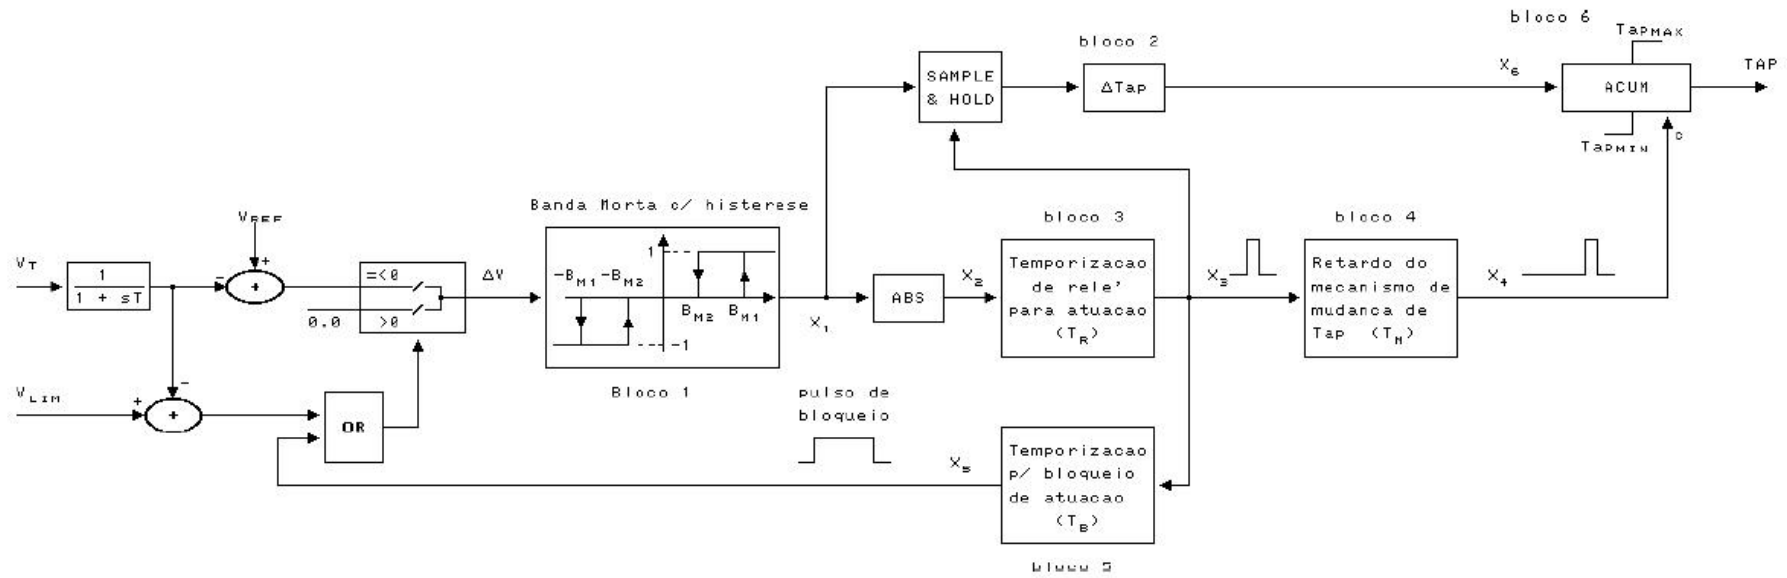 bloco 6
TAPMAX
bloco 2
SAMPLE
& HOLD
ΔTap
X6
ACUM
TAP
TAPMIN
c
Banda Morta c/ histerese
bloco 3
bloco 4
VREF
VT
1
1 + sT
-
+
+
=<0
>0
0.0
ΔV
-BM1 -BM2
1
BM2 BM1
-1
X1
ABS
X2
Temporizacao
de rele'
para atuacao
(TR)
X3
Retardo do
mecanismo de
mudanca de
Tap (TM)
X4
Bloco 1
VLIM
+
-
+
OR
pulso de
bloqueio
X5
Temporizacao
p/ bloqueio
de atuacao
(TB)
bloco 5